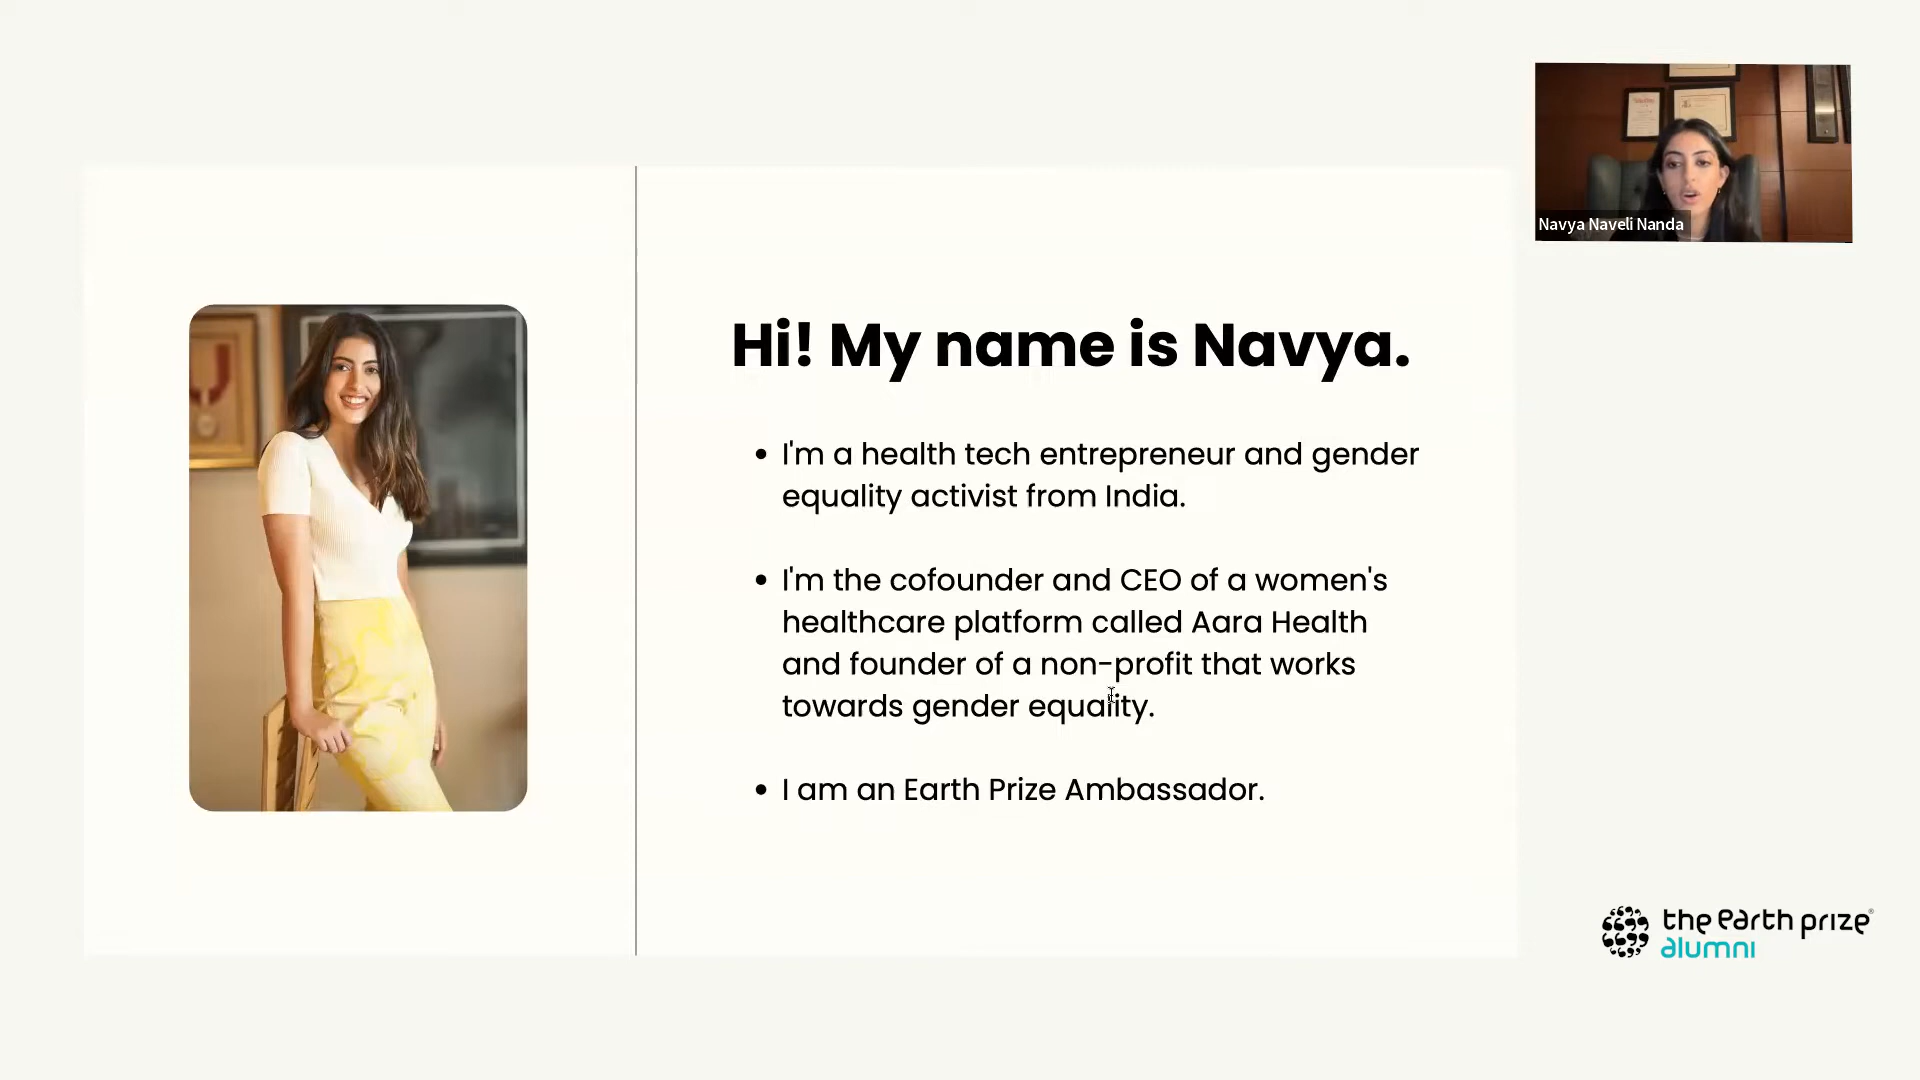 Hi! My name is Navya.
I'm a health tech entrepreneur and gender
equality activist from India.
I'm the cofounder and CEO of a women's
healthcare platform called Aara Health
and founder of a non-profit that works
towards gender equality.
I am an Earth Prize Ambassador.
Navya Naveli Nanda
the earth prize®
alumni